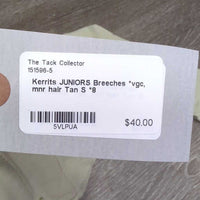 The Tack Collector
151598-5
Kerrits JUNIORS Breeches *vgc,
mnr hair Tan S *8
SVLPUA
$40.00